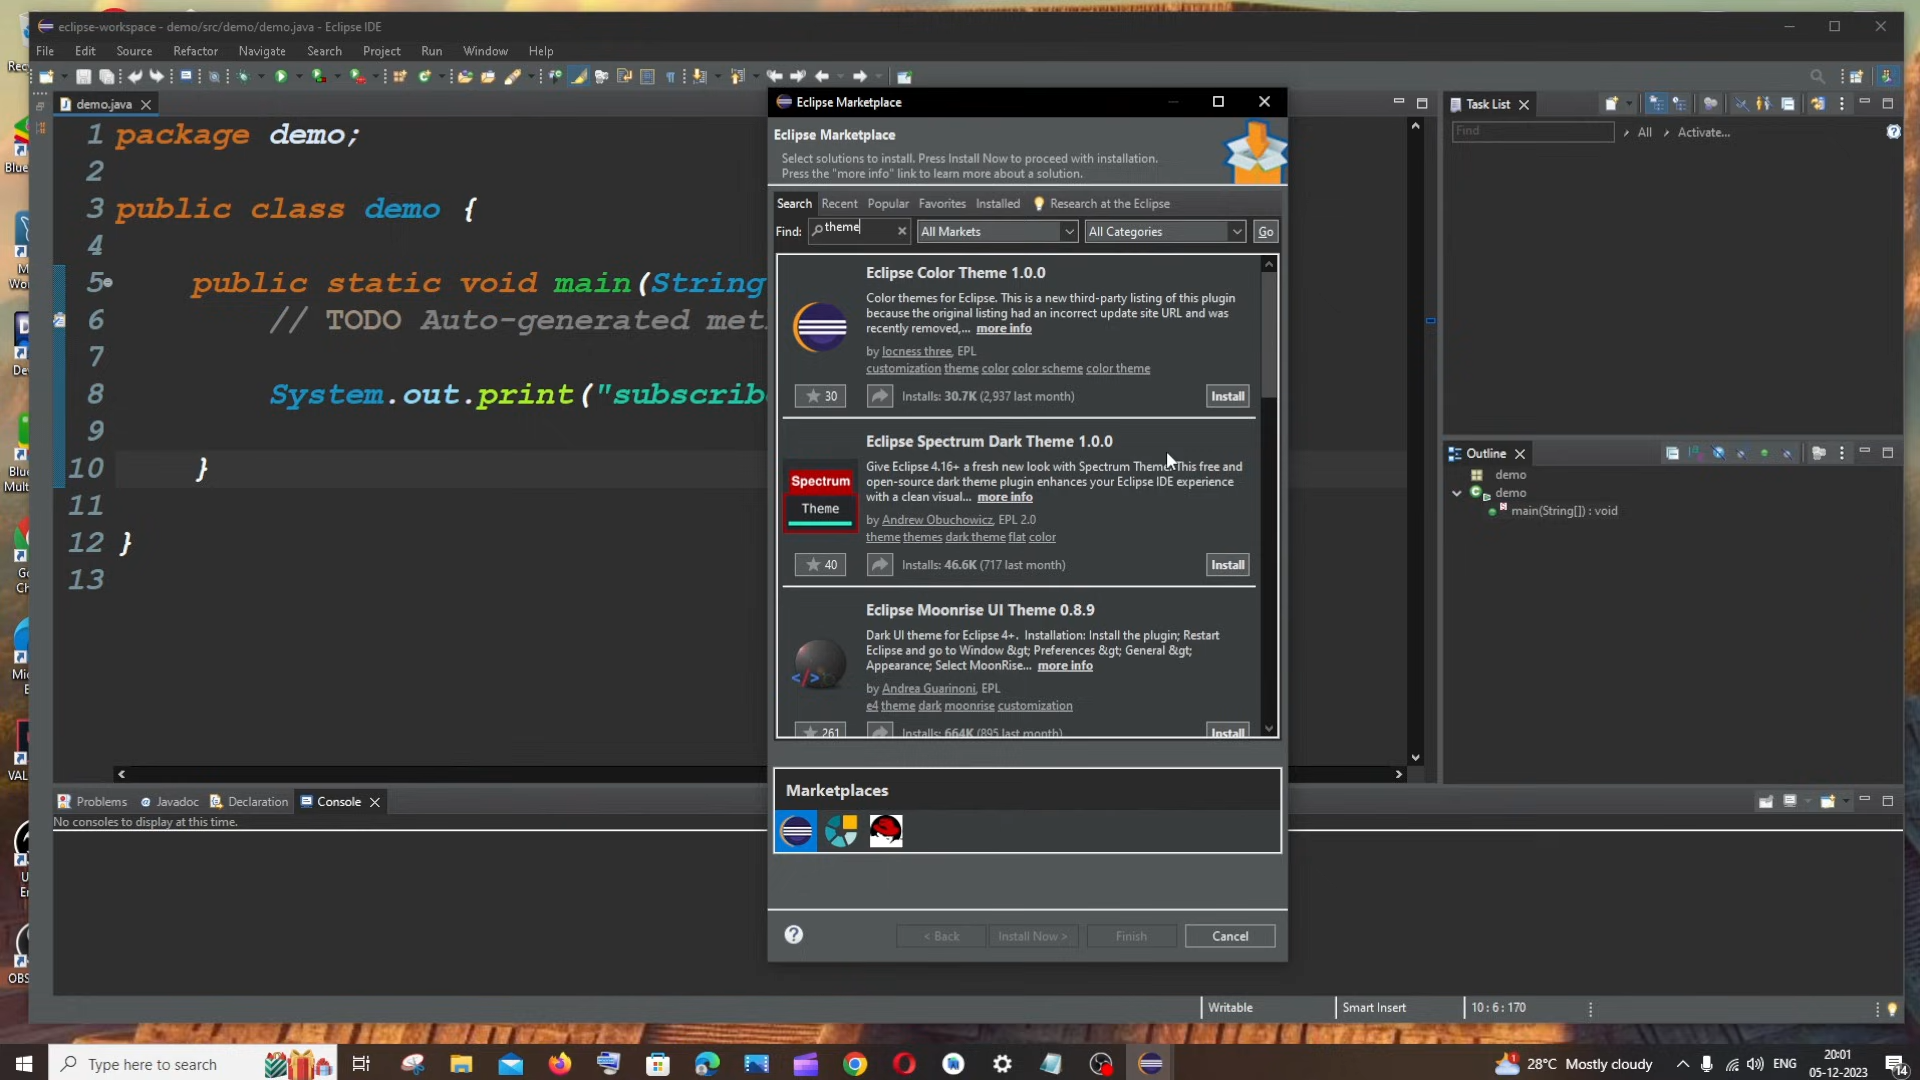 eclipse-workspace - demo/src/demo/demo.java - Eclipse IDE
File Edit Source Refactor Navigate Search Project Run Window Help
demo.java
1 package demo;
2
3 public class demo {
4
5 public static void main(String
6 // TODO Auto-generated met
7
8 System.out.print("subscrib
9
10 }
11
12 }
13
Eclipse Marketplace
Eclipse Marketplace
Select solutions to install. Press Install Now to proceed with installation.
Press the "more info" link to learn more about a solution.
Search Recent Popular Favorites Installed Research at the Eclipse
Find: theme All Markets All Categories Go
Eclipse Color Theme 1.0.0
Color themes for Eclipse. This is a new third-party listing of this plugin
because the original listing had an incorrect update site URL and was
recently removed,... more info
by locness three, EPL
customization theme color color scheme color theme
30 Installs: 30.7K (2,937 last month) Install
Eclipse Spectrum Dark Theme 1.0.0
Give Eclipse 4.16+ a fresh new look with Spectrum Theme. This free and
open-source dark theme plugin enhances your Eclipse IDE experience
with a clean visual... more info
Spectrum
Theme
by Andrew Obuchowicz, EPL 2.0
theme themes dark theme flat color
40 Installs: 46.6K (717 last month) Install
Eclipse Moonrise UI Theme 0.8.9
Dark UI theme for Eclipse 4+. Installation: Install the plugin; Restart
Eclipse and go to Window &gt; Preferences &gt; General &gt;
Appearance; Select MoonRise... more info
by Andrea Guarinoni, EPL
e4 theme dark moonrise customization
261 Installs: 664K (895 last month) Install
Marketplaces
< Back Install Now > Finish Cancel
Task List
Find All Activate...
Outline
demo
demo
main(String[]) : void
Problems Javadoc Declaration Console
No consoles to display at this time.
Writable Smart Insert 10 : 6 : 170
Type here to search
28°C Mostly cloudy ENG 20:01
05-12-2023 14